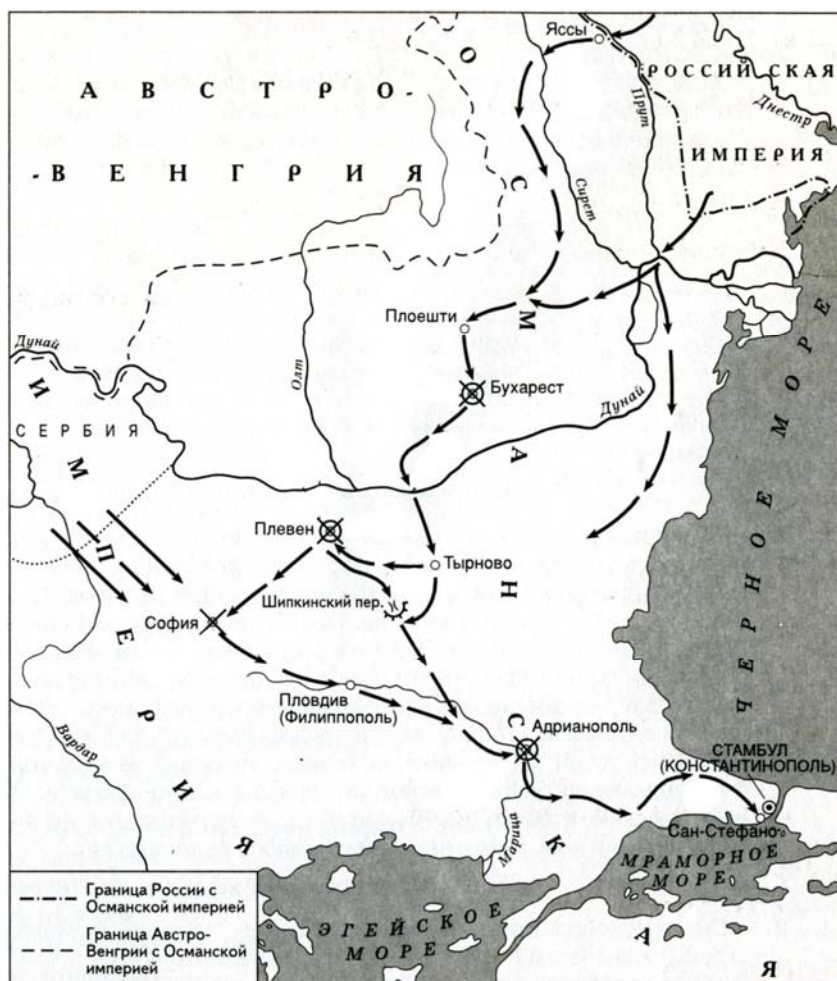 Яссы
АВСТРО-
-ВЕНГРИЯ
РОССИЙСКАЯ
ИМПЕРИЯ
Днестр
Прут
Сирет
ОСМАНСКАЯ
Плоешти
Бухарест
Олт
Дунай
Дунай
СЕРБИЯ
ИМПЕРИЯ
ЧЕРНОЕ МОРЕ
Плевен
Тырново
Шипкинский пер.
София
Пловдив
(Филиппополь)
Адрианополь
Вардар
СТАМБУЛ
(КОНСТАНТИНОПОЛЬ)
Сан-Стефано
Марица
МРАМОРНОЕ
МОРЕ
ЭГЕЙСКОЕ
МОРЕ
Граница России с
Османской империей
Граница Австро-
Венгрии с Османской
империей